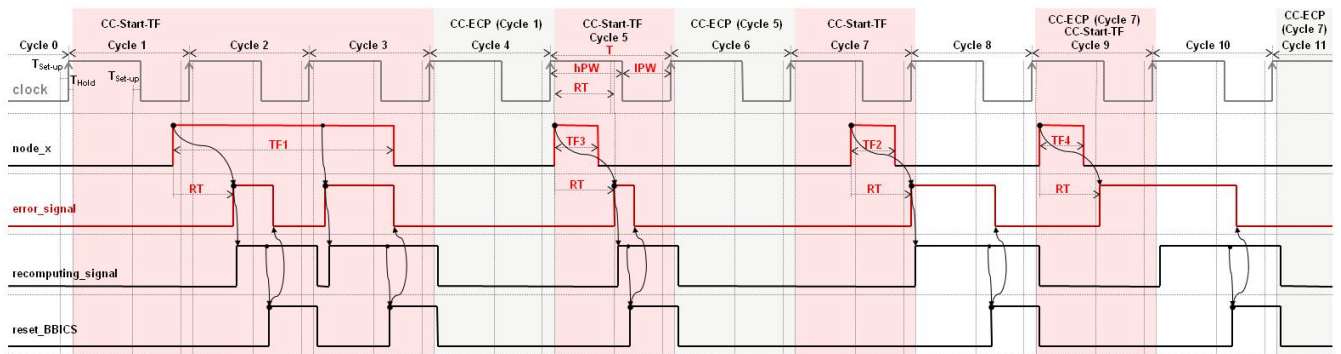 CC-Start-TF
CC-ECP (Cycle 1)
CC-Start-TF
CC-ECP (Cycle 5)
CC-Start-TF
CC-ECP (Cycle 7)
CC-Start-TF
CC-ECP
(Cycle 7)
Cycle 0
Cycle 1
Cycle 2
Cycle 3
Cycle 4
Cycle 5
Cycle 6
Cycle 7
Cycle 8
Cycle 9
Cycle 10
Cycle 11
T
TSet-up
THold
TSet-up
hPW
lPW
clock
RT
node_x
TF1
TF3
TF2
TF4
RT
RT
RT
RT
error_signal
recomputing_signal
reset_BBICS